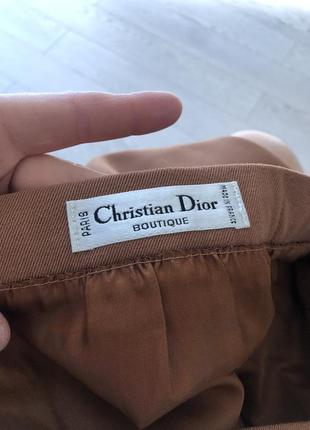 PARIS
Christian Dior
BOUTIQUE
MADE IN FRANCE